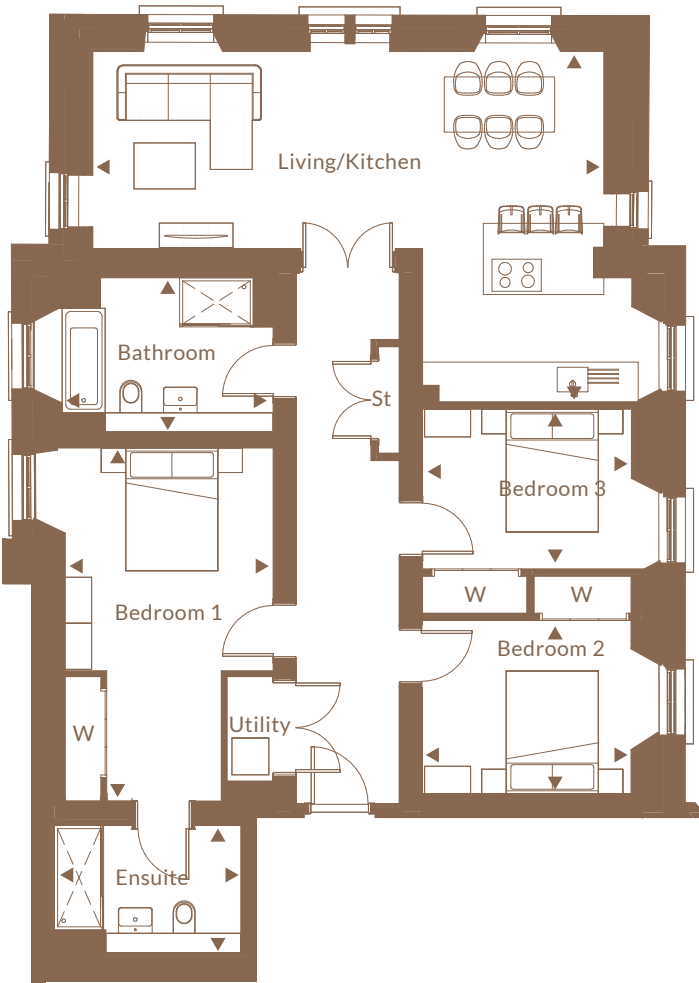 Living/Kitchen
Bathroom
St
Bedroom 3
W
W
Bedroom 1
Bedroom 2
Utility
W
Ensuite